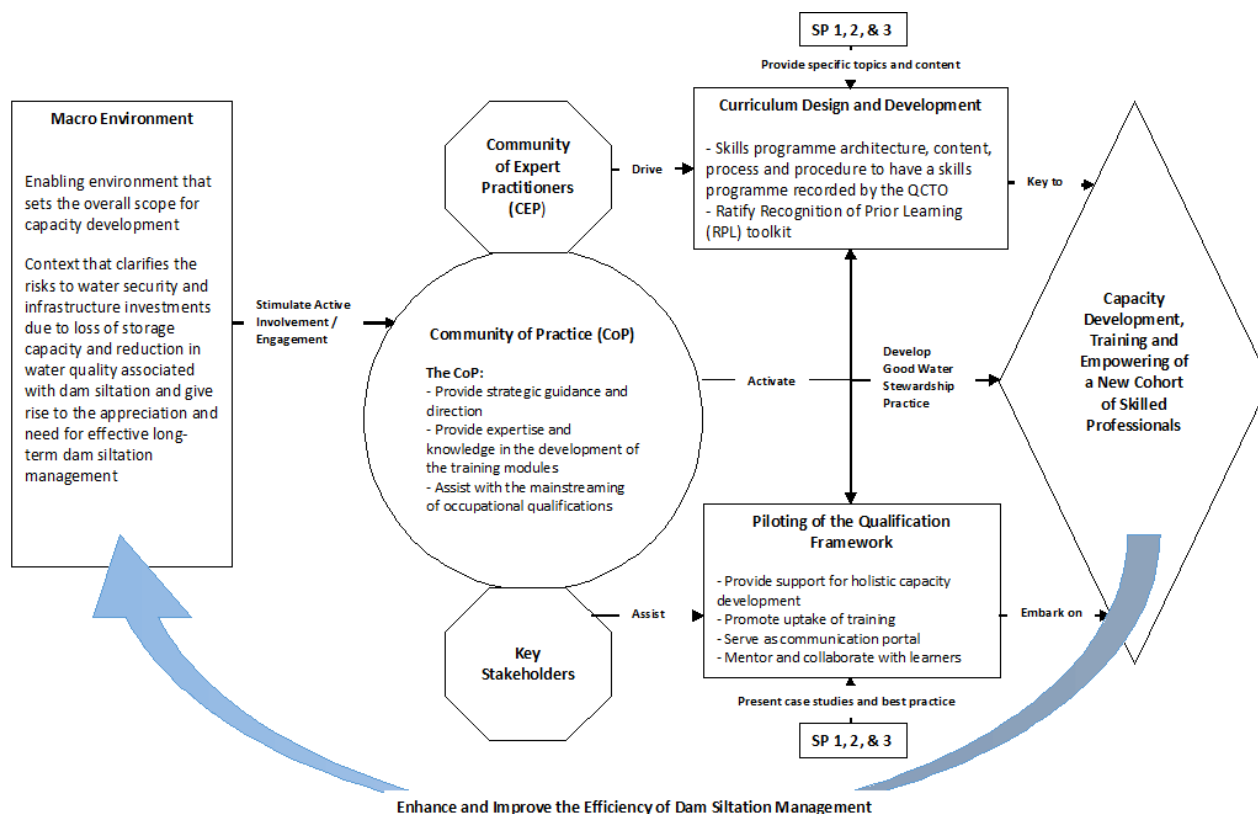 SP 1, 2, & 3
Provide specific topics and content
Macro Environment
Enabling environment that
sets the overall scope for
capacity development
Context that clarifies the
risks to water security and
infrastructure investments
due to loss of storage
capacity and reduction in
water quality associated
with dam siltation and give
rise to the appreciation and
need for effective long-
term dam siltation
management
Stimulate Active
Involvement /
Engagement
Community
of Expert
Practitioners
(CEP)
Drive
Curriculum Design and Development
- Skills programme architecture, content,
process and procedure to have a skills
programme recorded by the QCTO
- Ratify Recognition of Prior Learning
(RPL) toolkit
Key to
Community of Practice (CoP)
The CoP:
- Provide strategic guidance and
direction
- Provide expertise and
knowledge in the development of
the training modules
- Assist with the mainstreaming
of occupational qualifications
Activate
Develop
Good Water
Stewardship
Practice
Capacity
Development,
Training and
Empowering of
a New Cohort
of Skilled
Professionals
Key
Stakeholders
Assist
Piloting of the Qualification
Framework
- Provide support for holistic capacity
development
- Promote uptake of training
- Serve as communication portal
- Mentor and collaborate with learners
Embark on
Present case studies and best practice
SP 1, 2, & 3
Enhance and Improve the Efficiency of Dam Siltation Management